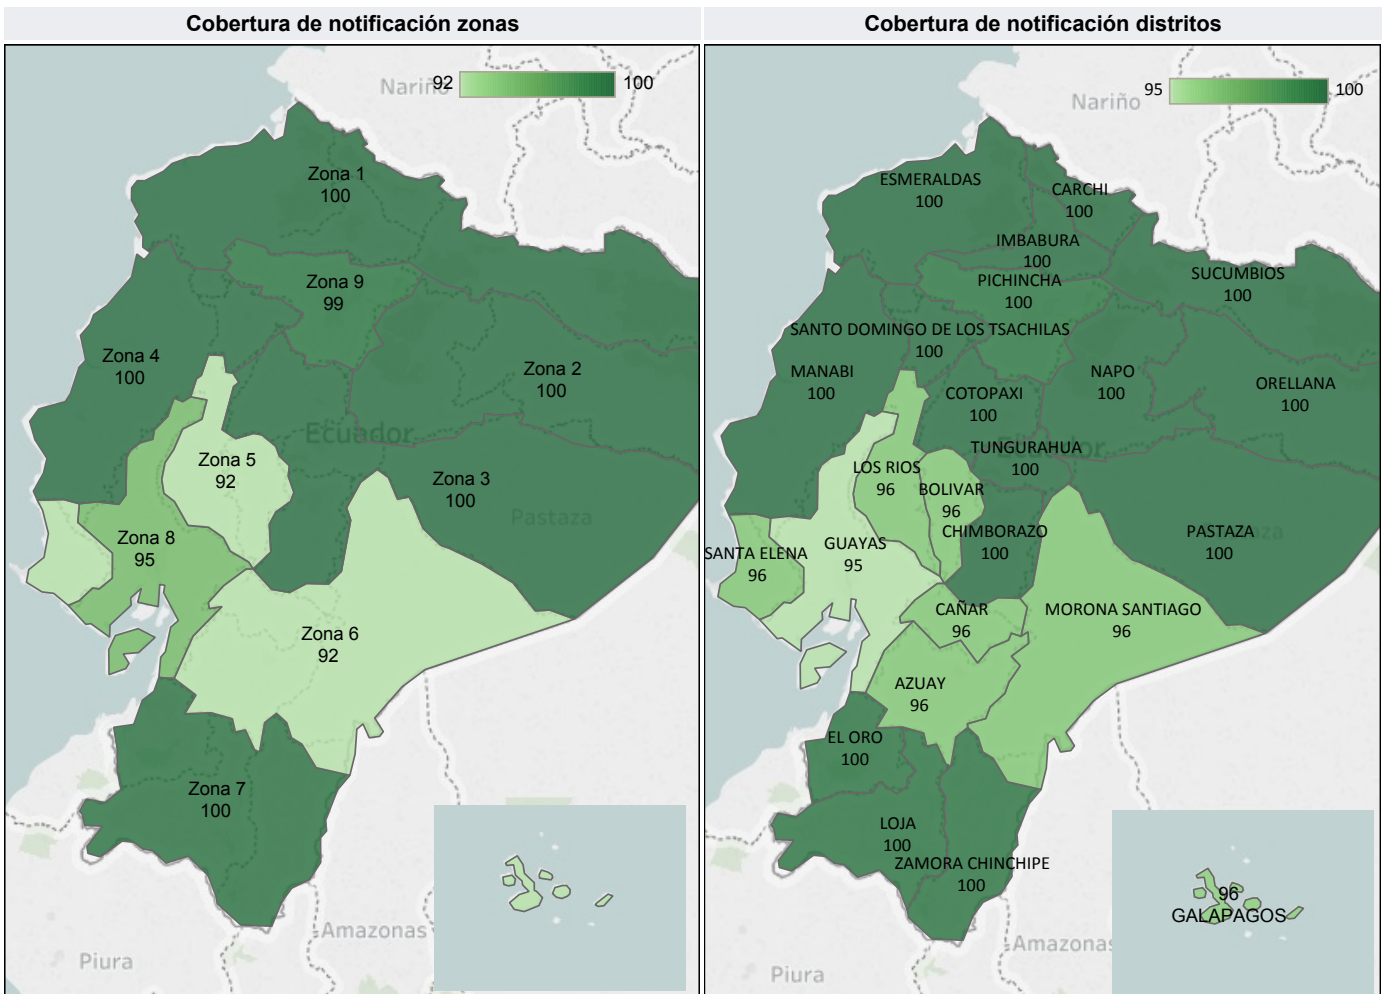 Cobertura de notificación zonas
Cobertura de notificación distritos
Nariño
92
100
Zona 1
100
Zona 9
99
Zona 4
100
Zona 2
100
Ecuador
Zona 5
92
Zona 3
100
Pastaza
Zona 8
95
Zona 6
92
Zona 7
100
Amazonas
Piura
Nariño
95
100
ESMERALDAS
100
CARCHI
100
IMBABURA
100
SUCUMBIOS
100
PICHINCHA
100
SANTO DOMINGO DE LOS TSACHILAS
100
MANABI
100
NAPO
100
ORELLANA
100
COTOPAXI
100
TUNGURAHUA
100
Ecuador
LOS RIOS
96
BOLIVAR
96
CHIMBORAZO
100
PASTAZA
100
GUAYAS
95
SANTA ELENA
96
CAÑAR
96
MORONA SANTIAGO
96
AZUAY
96
EL ORO
100
LOJA
100
ZAMORA CHINCHIPE
100
96
GALAPAGOS
Amazonas
Piura